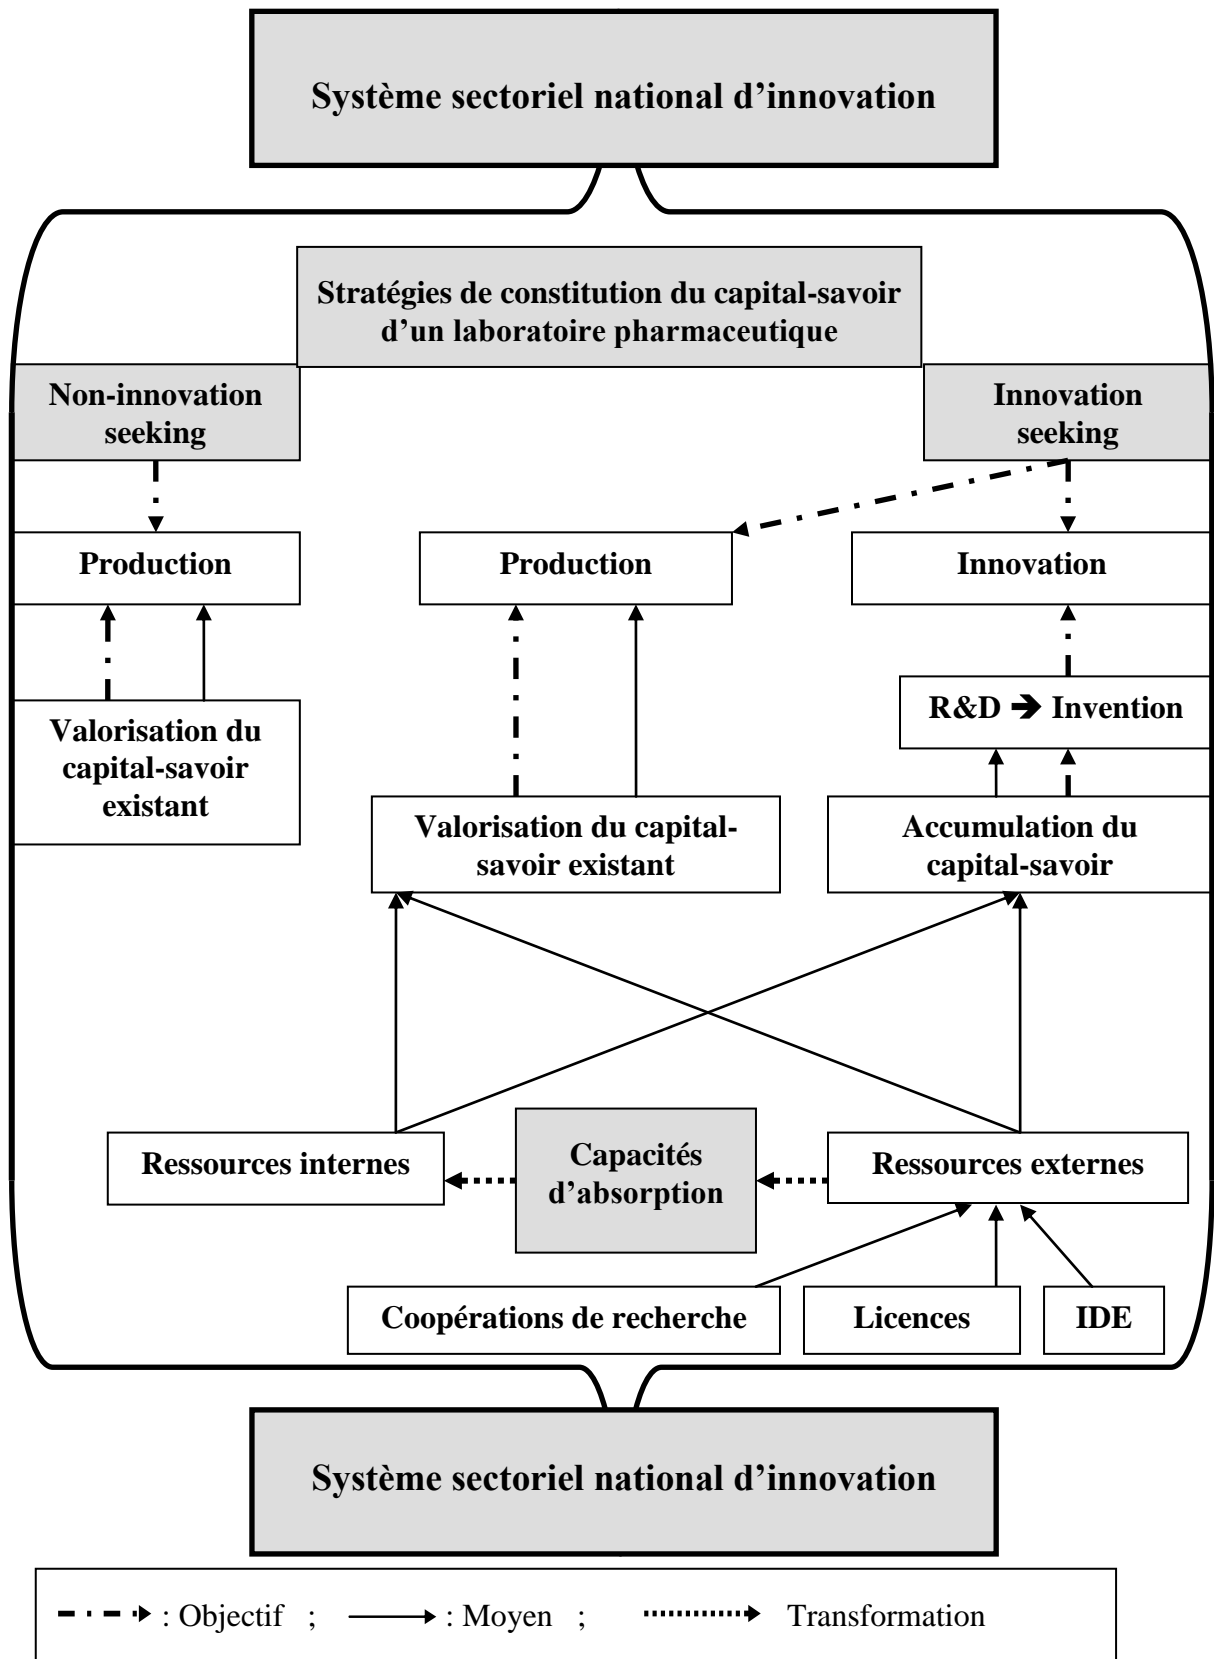 Système sectoriel national d’innovation
Stratégies de constitution du capital-savoir
d’un laboratoire pharmaceutique
Non-innovation
seeking
Innovation
seeking
Production
Production
Innovation
Valorisation du
capital-savoir
existant
R&D ➔ Invention
Valorisation du capital-
savoir existant
Accumulation du
capital-savoir
Ressources internes
Capacités
d’absorption
Ressources externes
Coopérations de recherche
Licences
IDE
Système sectoriel national d’innovation
: Objectif ; : Moyen ; Transformation